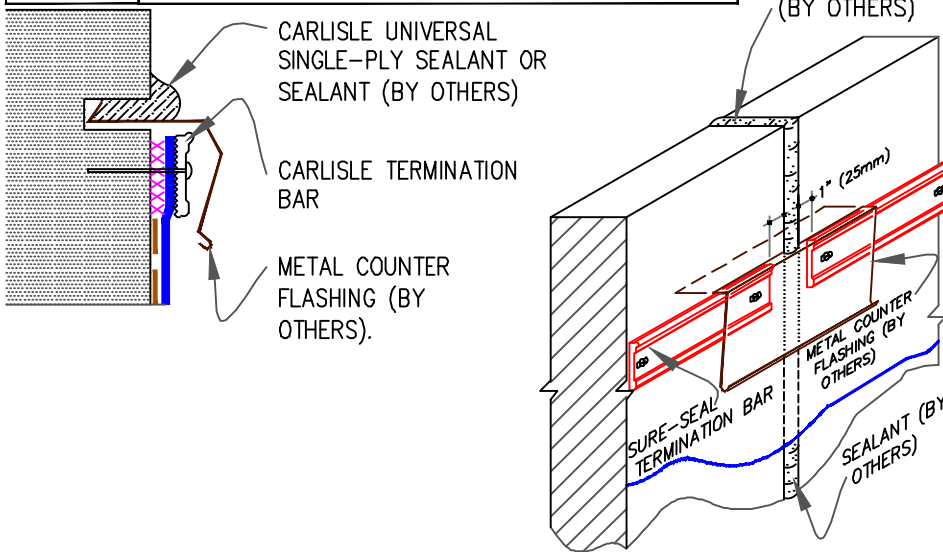 CARLISLE UNIVERSAL
SINGLE-PLY SEALANT OR
SEALANT (BY OTHERS)
CARLISLE TERMINATION
BAR
METAL COUNTER
FLASHING (BY
OTHERS).
(BY OTHERS)
1" (25mm)
METAL COUNTER
FLASHING (BY
OTHERS)
SURE-SEAL
TERMINATION BAR
SEALANT (BY
OTHERS)